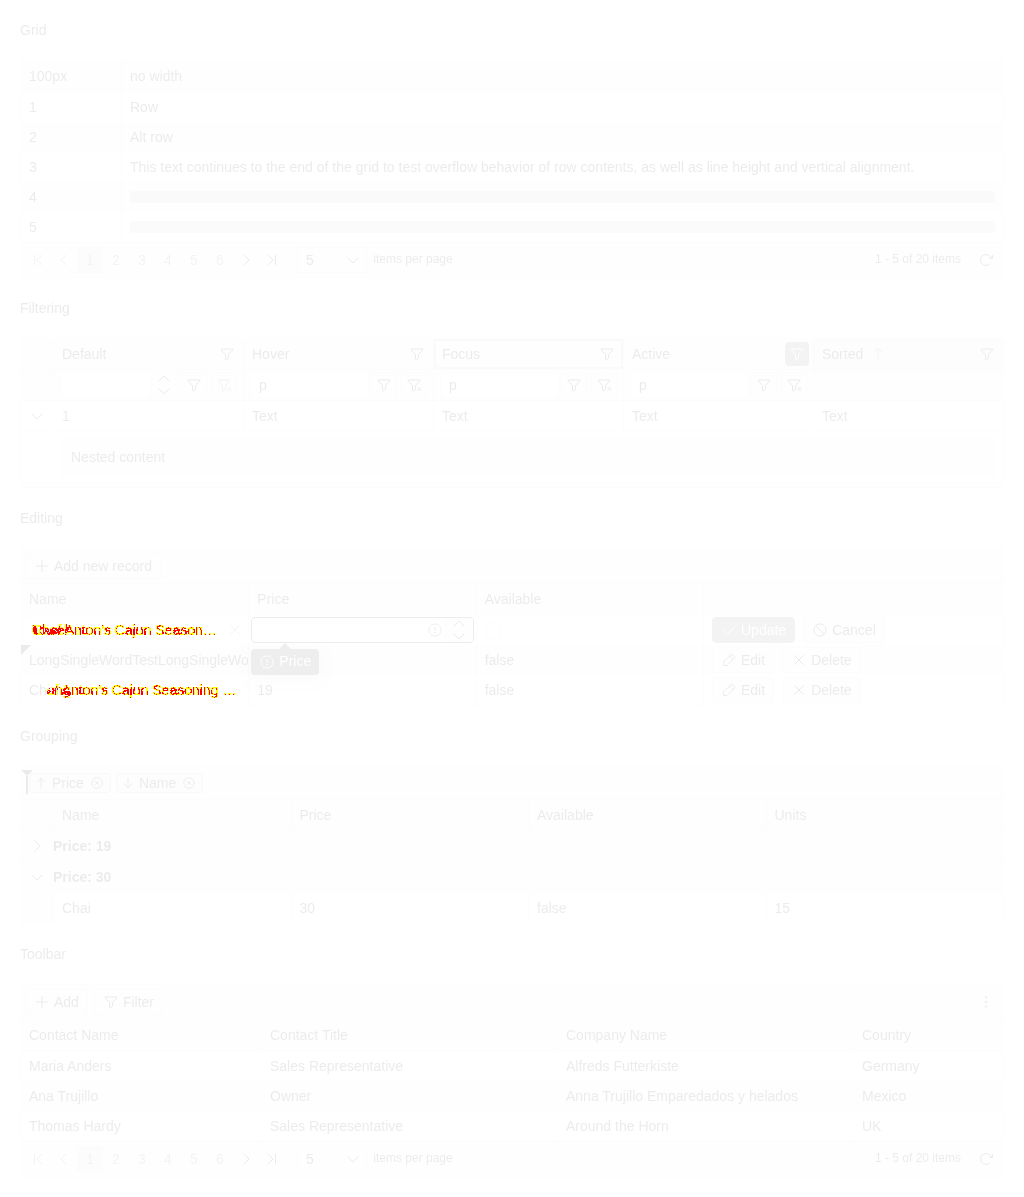 Grid
100px no width
1 Row
2 Alt row
3 This text continues to the end of the grid to test overflow behavior of row contents, as well as line height and vertical alignment.
4
5
1 2 3 4 5 6 5 items per page 1 - 5 of 20 items
Filtering
Default Hover Focus Active Sorted
p p p
1 Text Text Text Text
Nested content
Editing
Add new record
Name Price Available
Anton's Cajun Season... Update Cancel
LongSingleWordTestLongSingleWo Price false Edit Delete
Anton's Cajun Seasoning ... 19 false Edit Delete
Grouping
Price Name
Name Price Available Units
Price: 19
Price: 30
Chai 30 false 15
Toolbar
Add Filter
Contact Name Contact Title Company Name Country
Maria Anders Sales Representative Alfreds Futterkiste Germany
Ana Trujillo Owner Anna Trujillo Emparedados y helados Mexico
Thomas Hardy Sales Representative Around the Horn UK
1 2 3 4 5 6 5 items per page 1 - 5 of 20 items